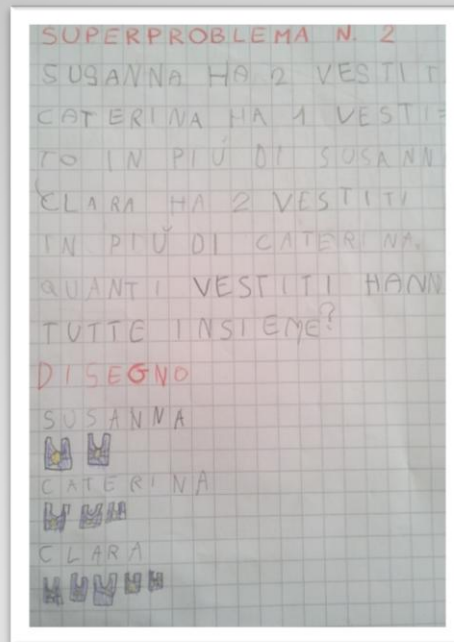 SUPERPROBLEMA N. 2
SUSANNA HA 2 VESTIT
CATERINA HA 1 VESTI=
TO IN PIÙ DI SUSANN
CLARA HA 2 VESTITI
IN PIÙ DI CATERINA.
QUANTI VESTITI HANN
TUTTE INSIEME?
DISEGNO
SUSANNA
CATERINA
CLARA